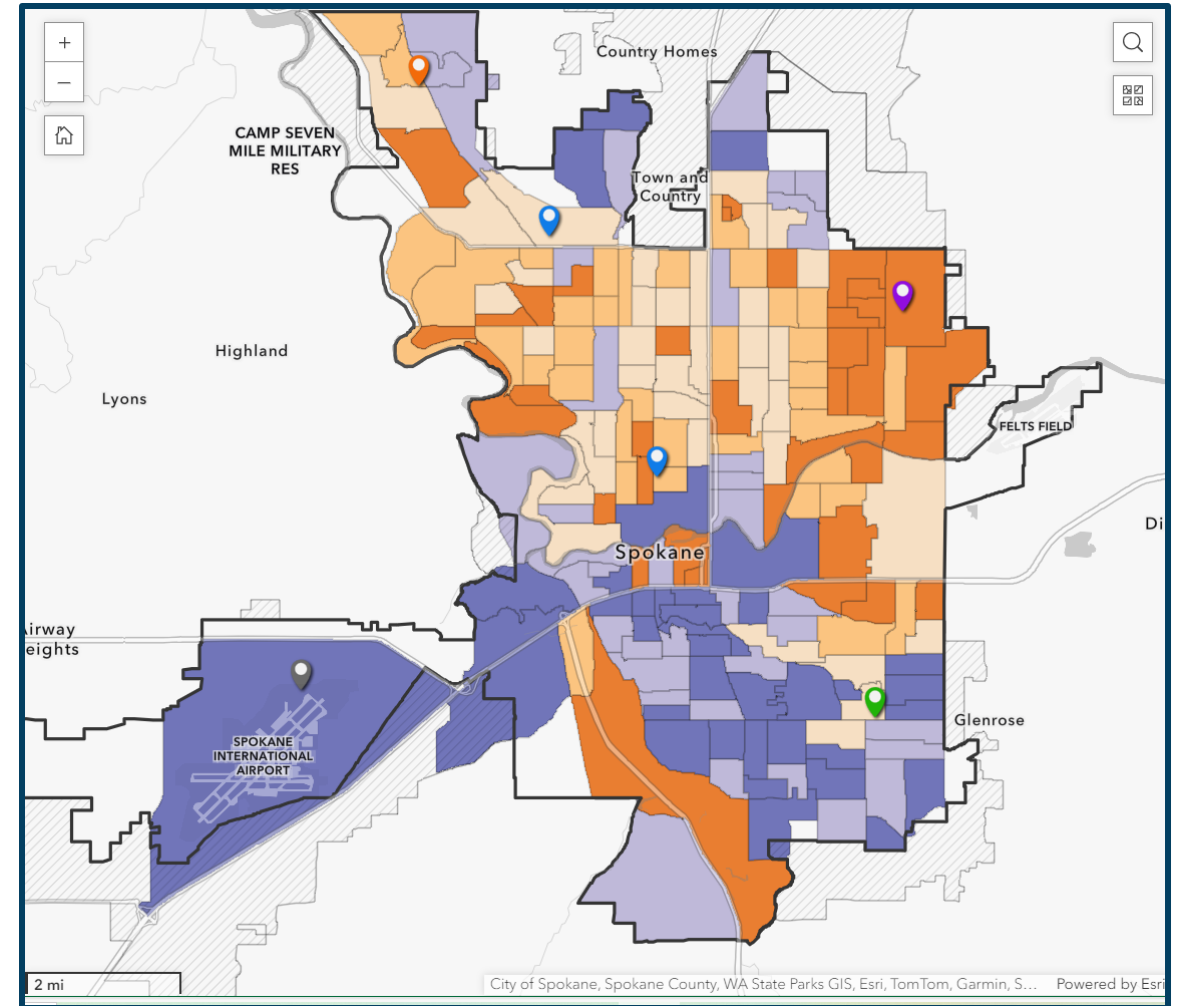 +
Country Homes
−
CAMP SEVEN
MILE MILITARY
RES
Town and
Country
Highland
Lyons
FELTS FIELD
Di
Spokane
Airway
eights
SPOKANE
INTERNATIONAL
AIRPORT
Glenrose
2 mi
City of Spokane, Spokane County, WA State Parks GIS, Esri, TomTom, Garmin, S...
Powered by Esri